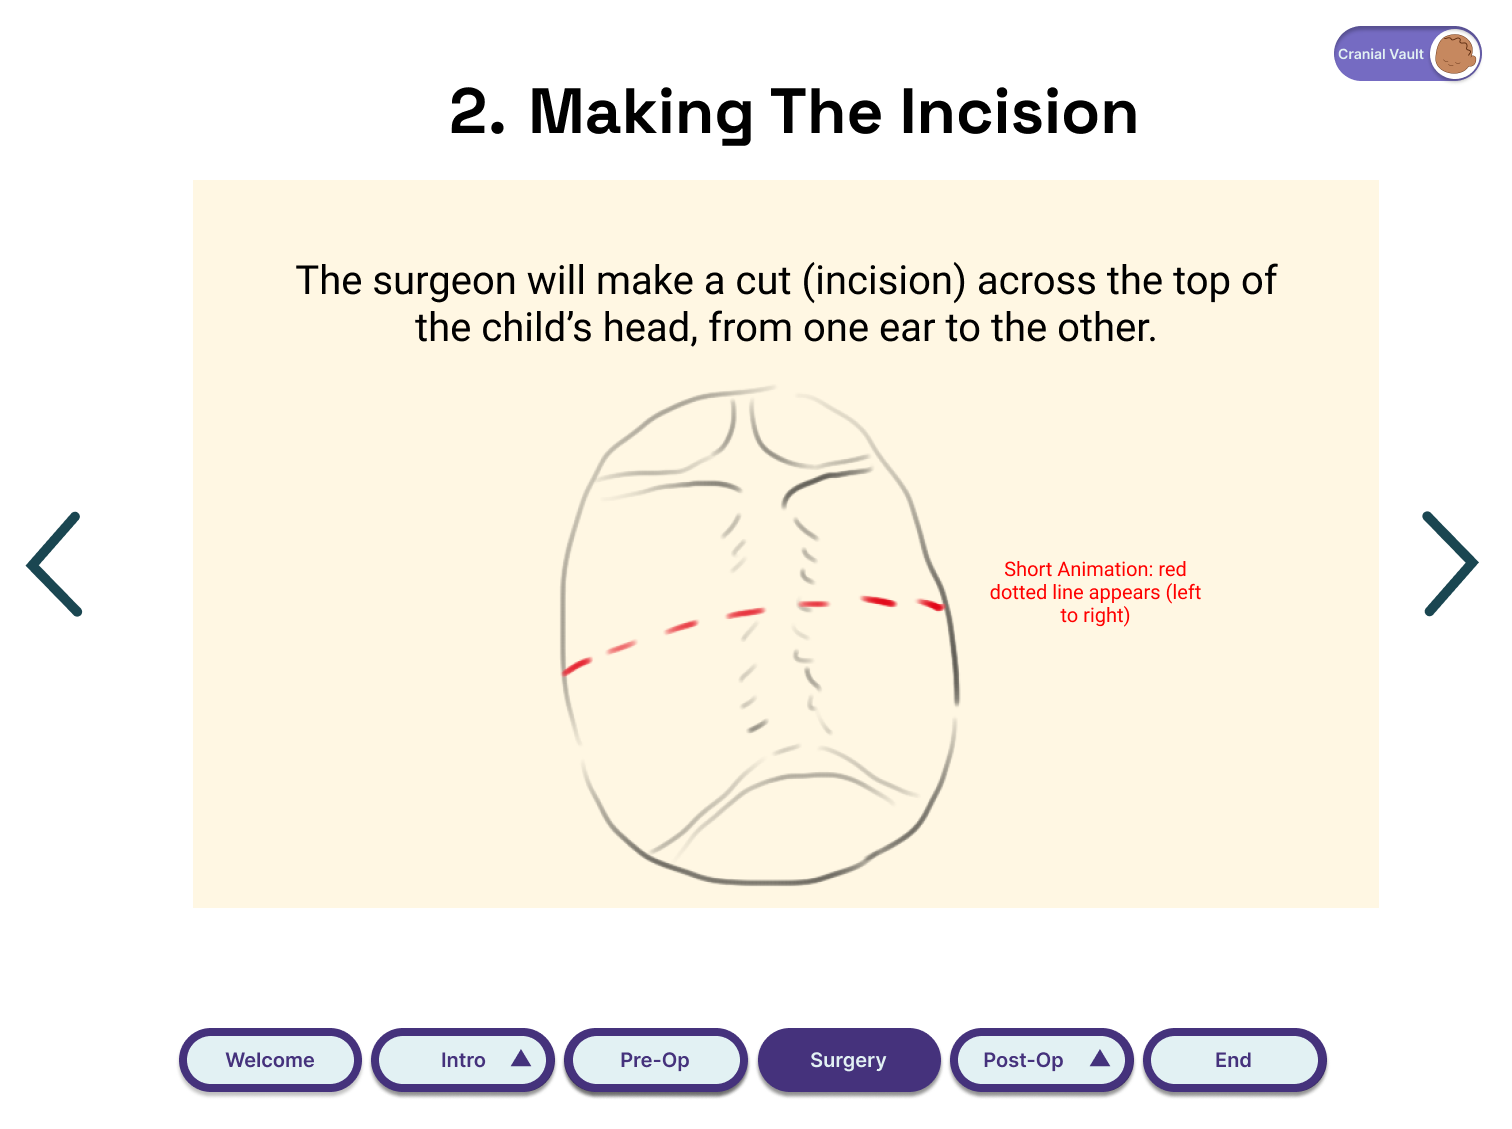 Cranial Vault
2. Making The Incision
The surgeon will make a cut (incision) across the top of
the child’s head, from one ear to the other.
Short Animation: red
dotted line appears (left
to right)
Welcome
Intro
Pre-Op
Surgery
Post-Op
End